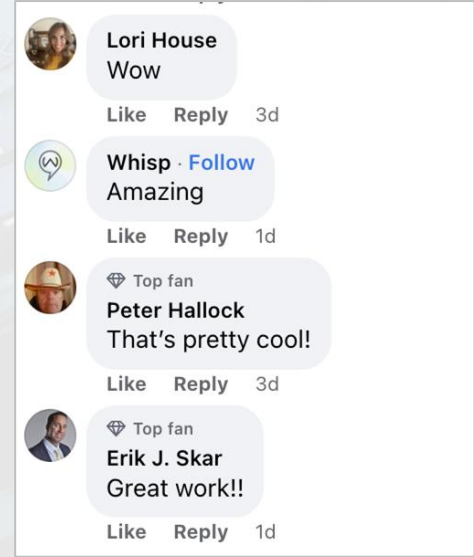 Lori House
Wow
Like Reply 3d
Whisp · Follow
Amazing
Like Reply 1d
Top fan
Peter Hallock
That's pretty cool!
Like Reply 3d
Top fan
Erik J. Skar
Great work!!
Like Reply 1d